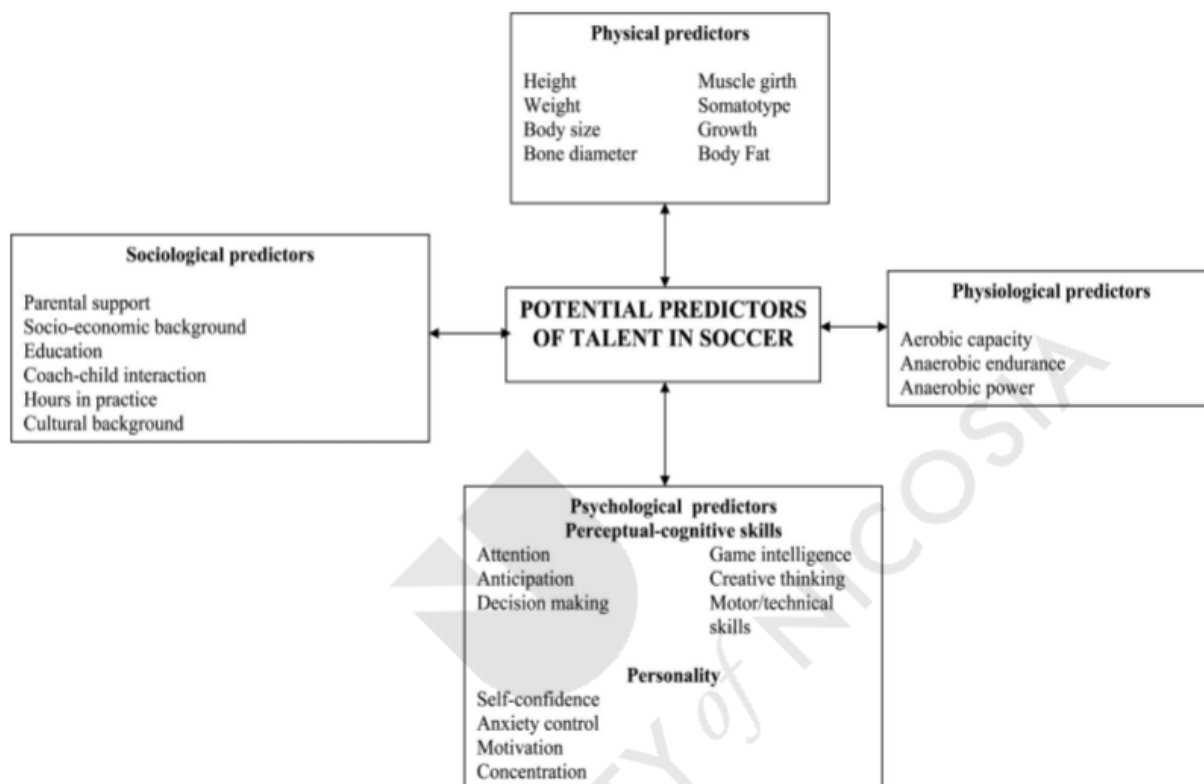 Physical predictors
Height Muscle girth
Weight Somatotype
Body size Growth
Bone diameter Body Fat
Sociological predictors
Parental support
Socio-economic background
Education
Coach-child interaction
Hours in practice
Cultural background
POTENTIAL PREDICTORS
OF TALENT IN SOCCER
Physiological predictors
Aerobic capacity
Anaerobic endurance
Anaerobic power
Psychological predictors
Perceptual-cognitive skills
Attention Game intelligence
Anticipation Creative thinking
Decision making Motor/technical
skills
Personality
Self-confidence
Anxiety control
Motivation
Concentration
of NICOSIA